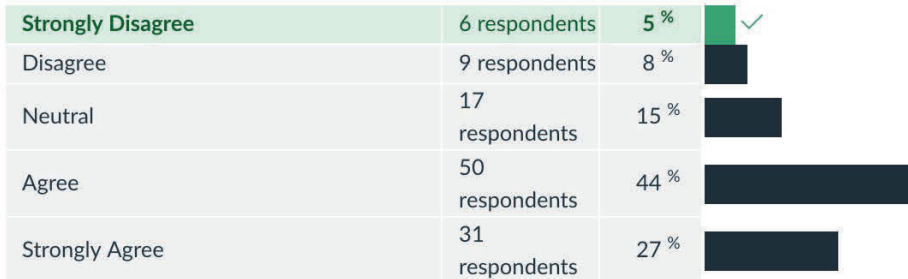 Strongly Disagree 6 respondents 5 %
Disagree 9 respondents 8 %
Neutral 17 respondents 15 %
Agree 50 respondents 44 %
Strongly Agree 31 respondents 27 %